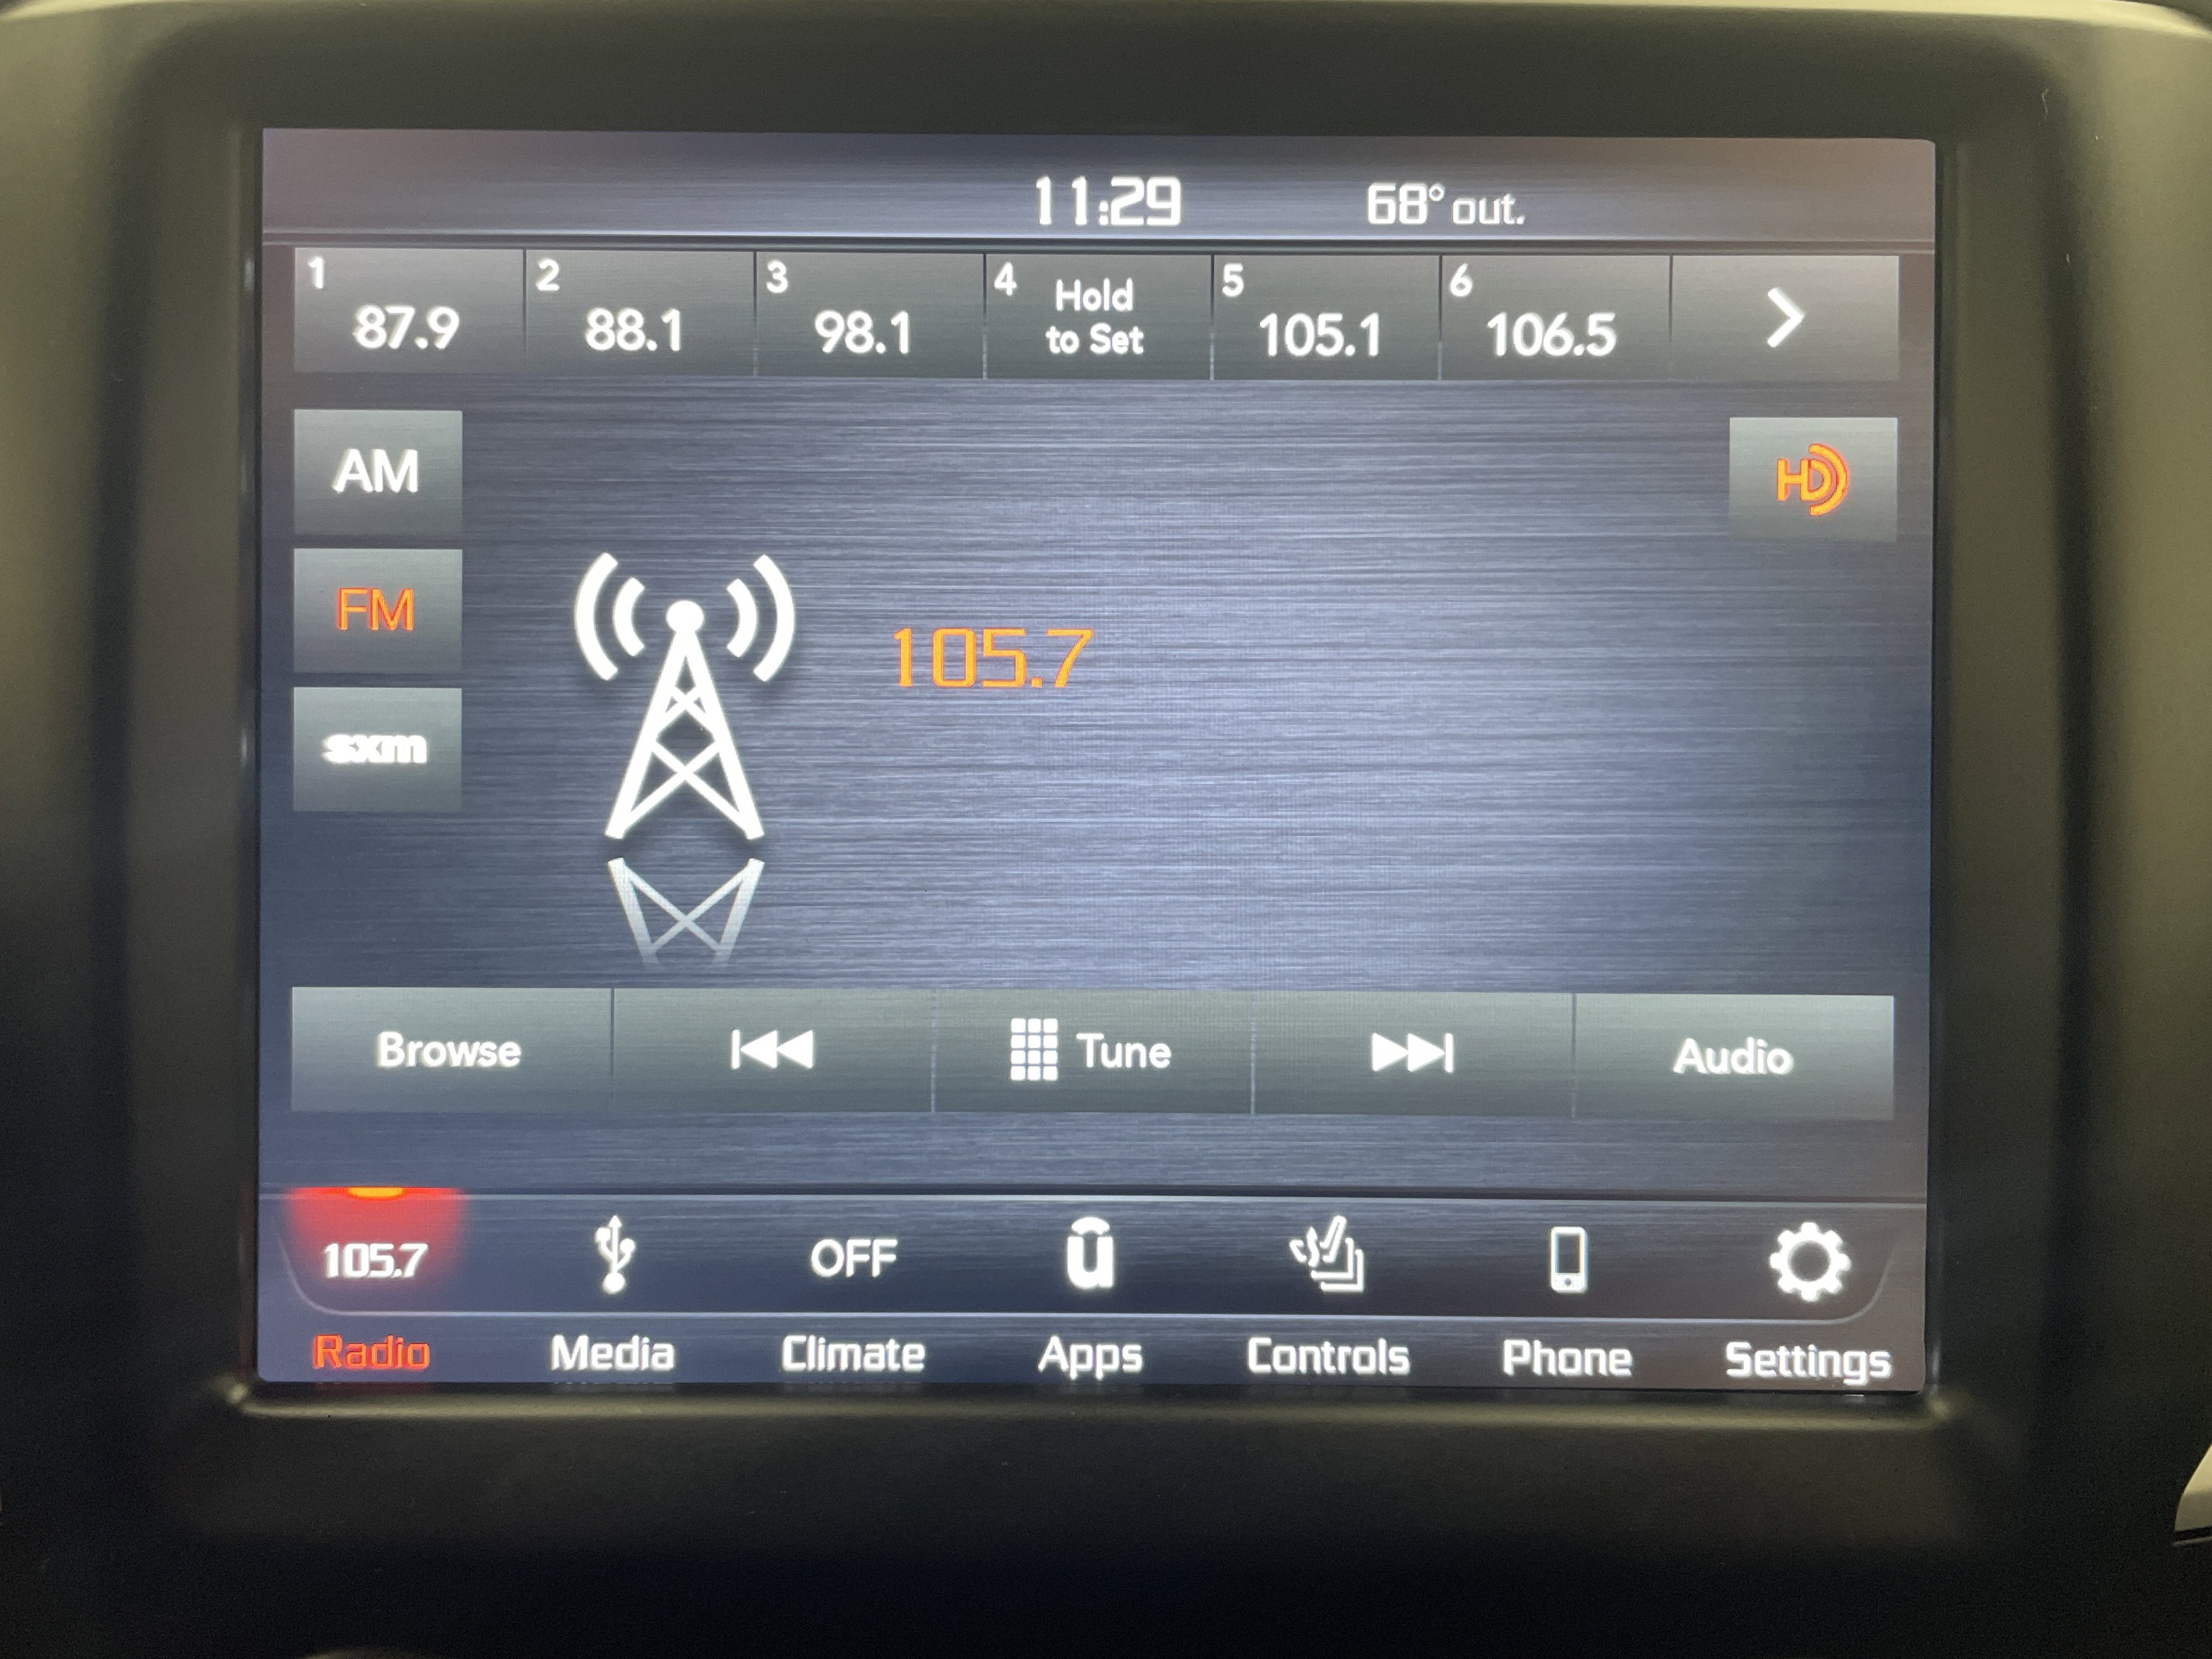 11:29 68° out.
1 2 3 4 Hold 5 6
87.9 88.1 98.1 to Set 105.1 106.5
AM
HD
FM
105.7
sxm
Browse Tune Audio
105.7 OFF u
Radio Media Climate Apps Controls Phone Settings